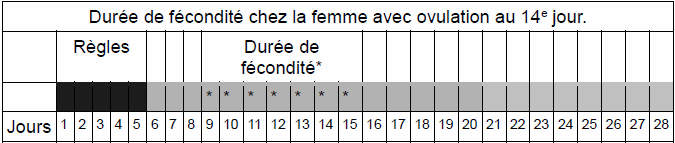 Durée de fécondité chez la femme avec ovulation au 14e jour.
Règles Durée de
fécondité*
* * * * * * *
Jours 1 2 3 4 5 6 7 8 9 10 11 12 13 14 15 16 17 18 19 20 21 22 23 24 25 26 27 28